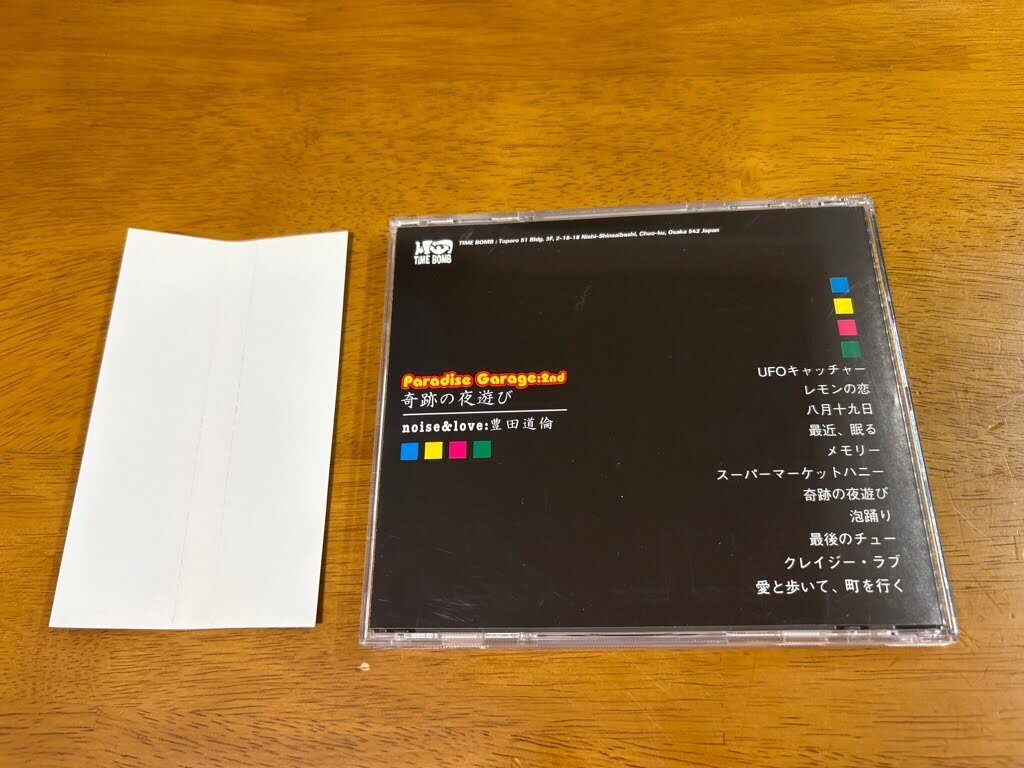 TIME BOMB
TIME BOMB : Toporo 51 Bldg. 3F, 2-18-18 Nishi-Shinsaibashi, Chuo-ku, Osaka 542 Japan
Paradise Garage:2nd
奇跡の夜遊び
noise&love:豊田道倫
UFOキャッチャー
レモンの恋
八月十九日
最近、眠る
メモリー
スーパーマーケットハニー
奇跡の夜遊び
泡踊り
最後のチュー
クレイジー・ラブ
愛と歩いて、町を行く